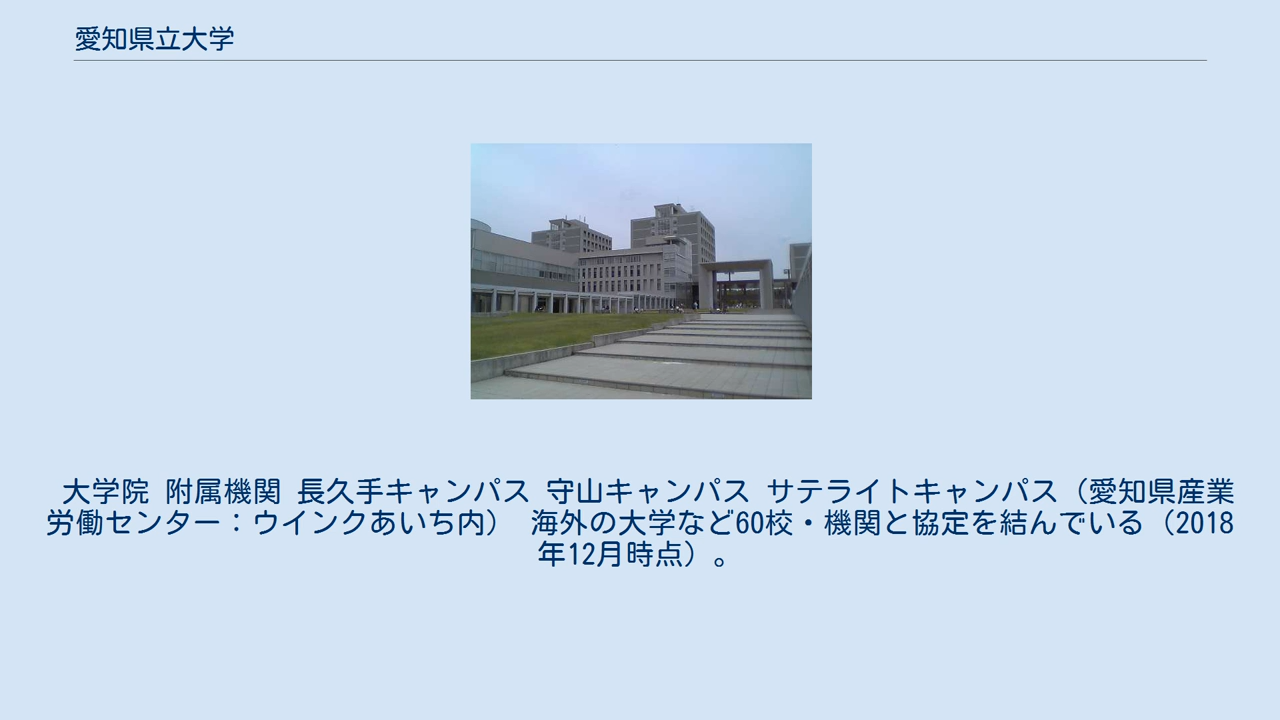 愛知県立大学
大学院 附属機関 長久手キャンパス 守山キャンパス サテライトキャンパス（愛知県産業
労働センター：ウインクあいち内） 海外の大学など60校・機関と協定を結んでいる（2018
年12月時点）。